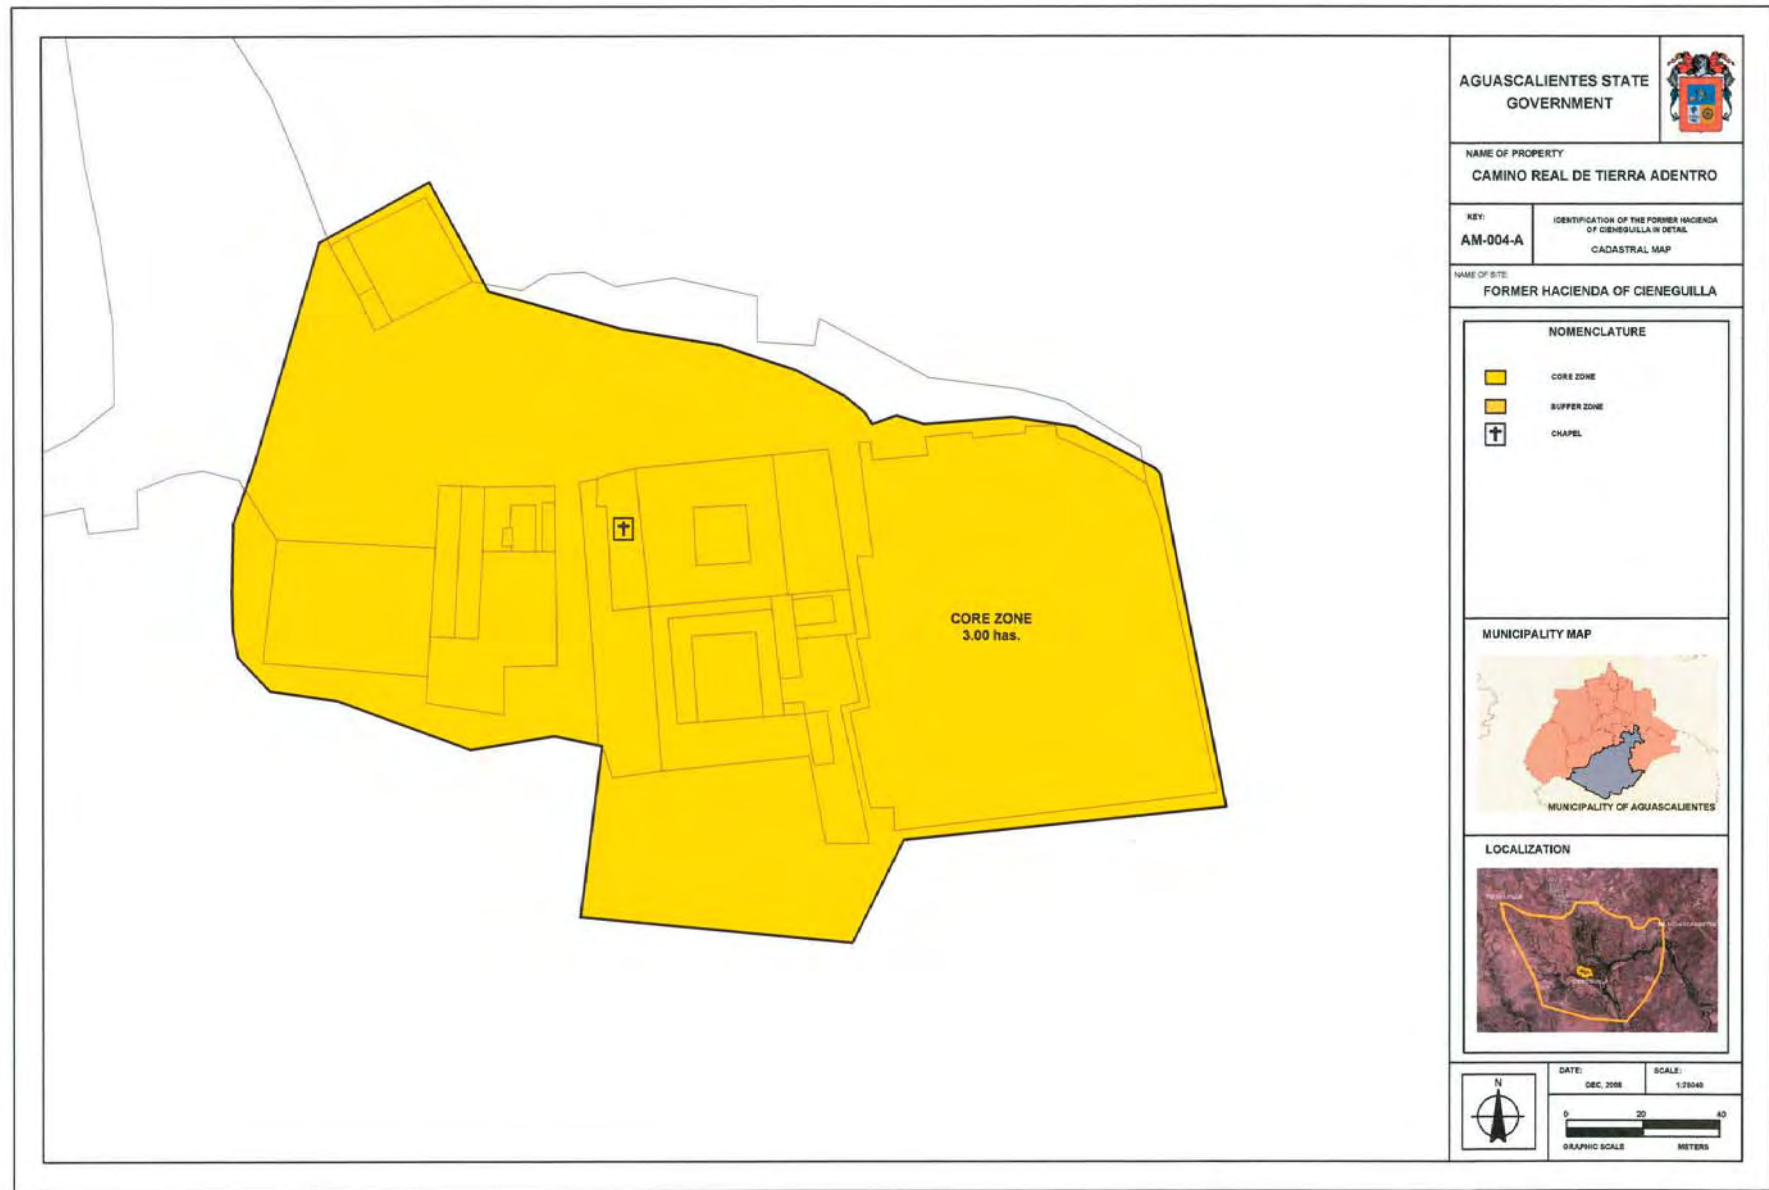 CORE ZONE
3.00 has.
AGUASCALIENTES STATE
GOVERNMENT
NAME OF PROPERTY
CAMINO REAL DE TIERRA ADENTRO
KEY:
AM-004-A
IDENTIFICATION OF THE FORMER HACIENDA
OF CIENEGUILLA IN DETAIL
CADASTRAL MAP
NAME OF SITE:
FORMER HACIENDA OF CIENEGUILLA
NOMENCLATURE
CORE ZONE
BUFFER ZONE
CHAPEL
MUNICIPALITY MAP
MUNICIPALITY OF AGUASCALIENTES
LOCALIZATION
N
DATE:
DEC, 2008
SCALE:
0 20 40
GRAPHIC SCALE METERS